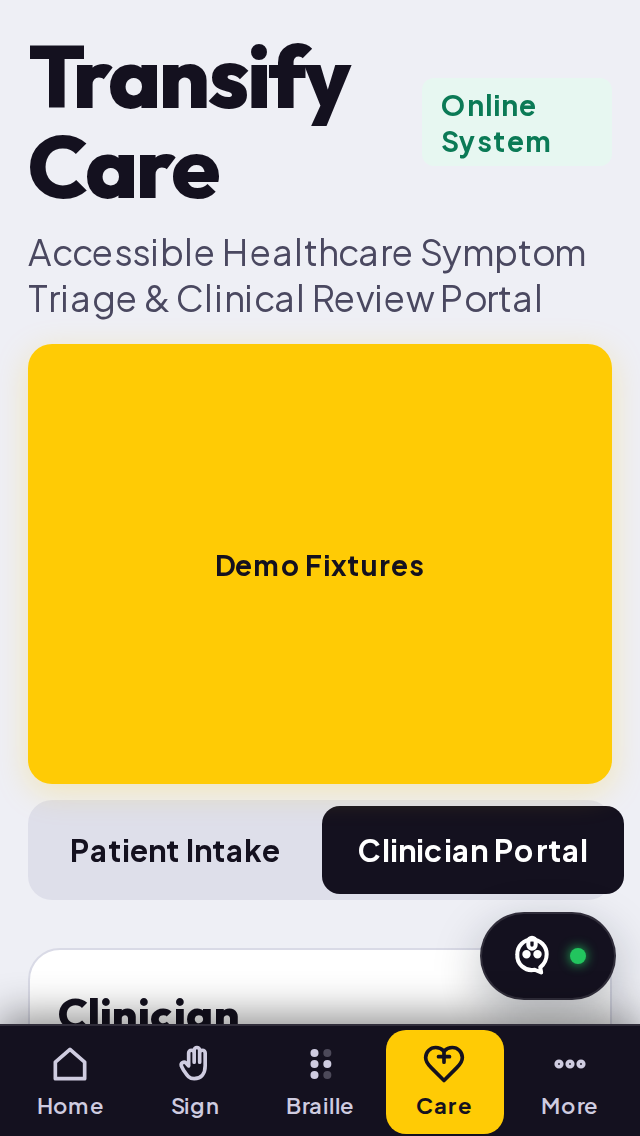 Transify
Care
Online
System
Accessible Healthcare Symptom
Triage & Clinical Review Portal
Demo Fixtures
Patient Intake
Clinician Portal
Clinician
Home
Sign
Braille
Care
More